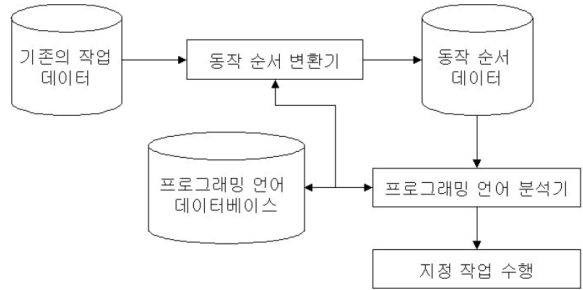 기존의 작업
데이터
동작 순서 변환기
동작 순서
데이터
프로그래밍 언어
데이터베이스
프로그래밍 언어 분석기
지정 작업 수행